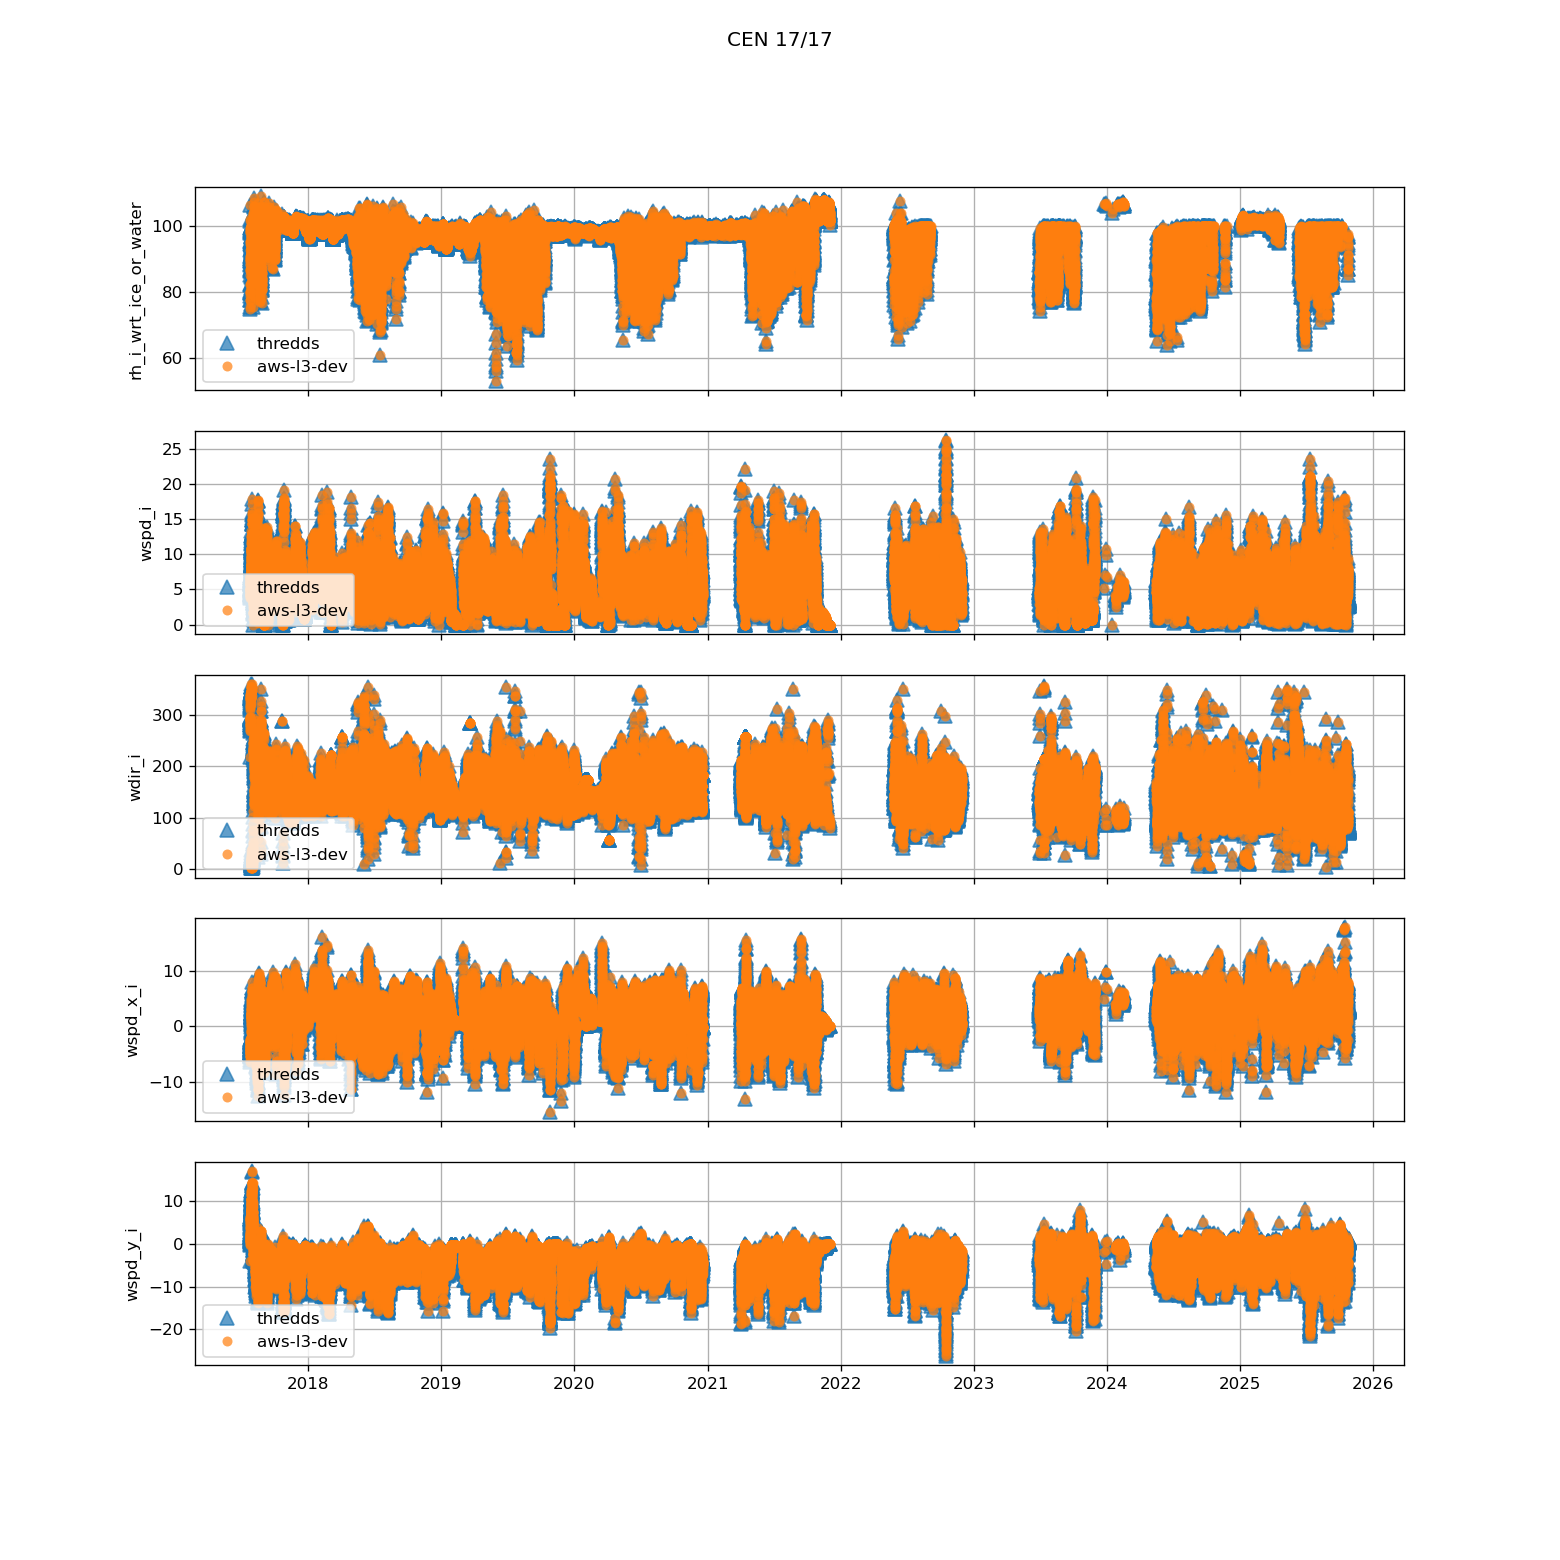 CEN 17/17
rh_i_wrt_ice_or_water
100
80
60
thredds
aws-l3-dev
wspd_i
25
20
15
10
5
0
thredds
aws-l3-dev
wdir_i
300
200
100
0
thredds
aws-l3-dev
wspd_x_i
10
0
−10
thredds
aws-l3-dev
wspd_y_i
10
0
−10
−20
thredds
aws-l3-dev
2018 2019 2020 2021 2022 2023 2024 2025 2026